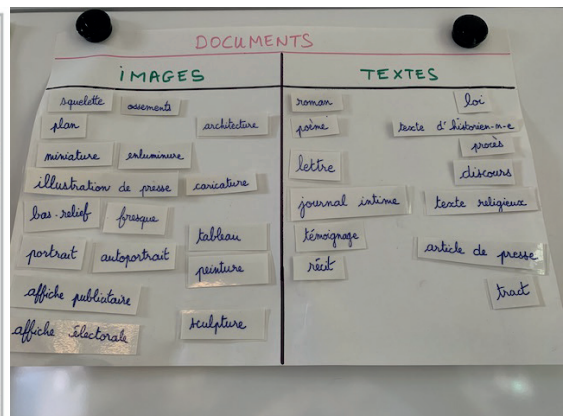 DOCUMENTS
IMAGES
TEXTES
squelette
ossements
plan
architecture
miniature
enluminure
illustration de presse
caricature
bas-relief
fresque
tableau
portrait
autoportrait
peinture
affiche publicitaire
affiche électorale
sculpture
roman
loi
poème
texte d'historien-n-e
procès
lettre
discours
journal intime
texte religieux
témoignage
article de presse
récit
tract